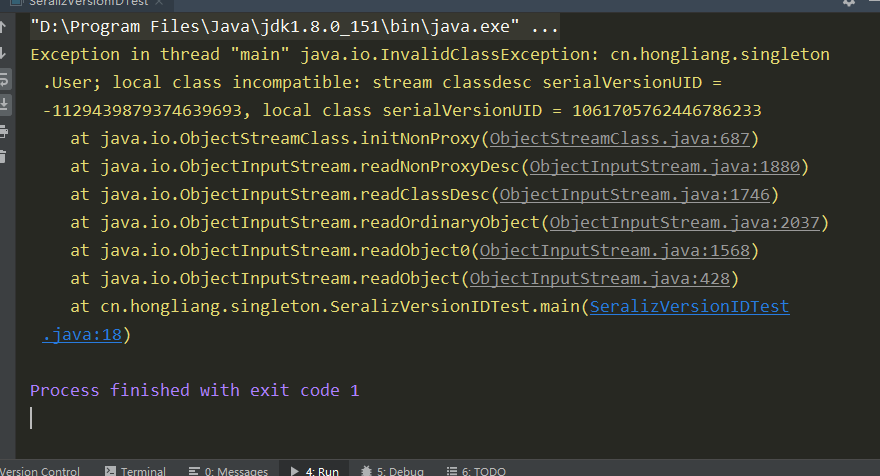 SeralizVersionIDTest
"D:\Program Files\Java\jdk1.8.0_151\bin\java.exe" ...
Exception in thread "main" java.io.InvalidClassException: cn.hongliang.singleton
.User; local class incompatible: stream classdesc serialVersionUID =
-1129439879374639693, local class serialVersionUID = 1061705762446786233
at java.io.ObjectStreamClass.initNonProxy(ObjectStreamClass.java:687)
at java.io.ObjectInputStream.readNonProxyDesc(ObjectInputStream.java:1880)
at java.io.ObjectInputStream.readClassDesc(ObjectInputStream.java:1746)
at java.io.ObjectInputStream.readOrdinaryObject(ObjectInputStream.java:2037)
at java.io.ObjectInputStream.readObject0(ObjectInputStream.java:1568)
at java.io.ObjectInputStream.readObject(ObjectInputStream.java:428)
at cn.hongliang.singleton.SeralizVersionIDTest.main(SeralizVersionIDTest
.java:18)
Process finished with exit code 1
Version Control Terminal 0: Messages 4: Run 5: Debug 6: TODO